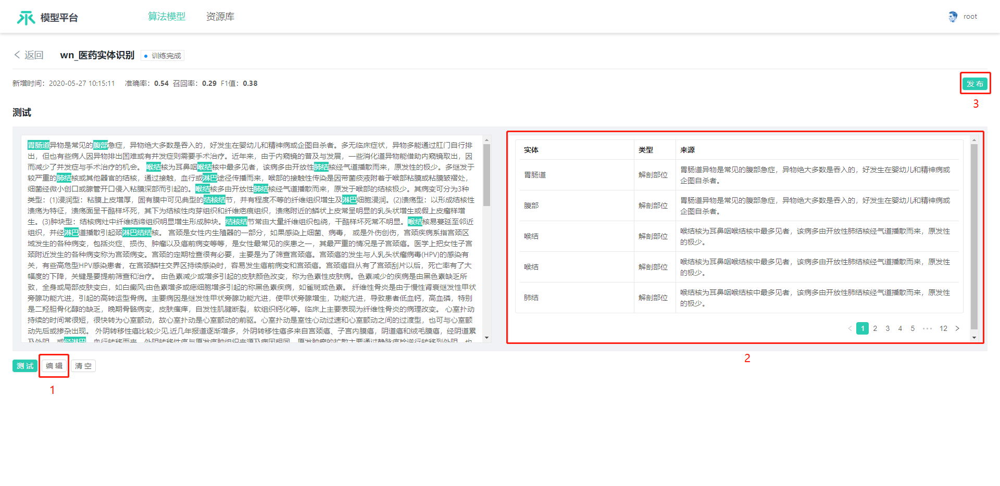 模型平台
算法模型
资源库
root
返回
wn_医药实体识别
训练完成
新增时间：2020-05-27 10:15:11 准确率：0.54 召回率：0.29 F1值：0.38
发布
3
测试
胃肠道异物是常见的腹部急症，异物绝大多数是吞入的，好发生在婴幼儿和精神病或企图自杀者。多无临床症状，异物多能通过肛门自行排
出，但也有些病人因异物排出困难或有并发症则需要手术治疗。近年来，由于内窥镜的普及与发展，一些消化道异物能借助内窥镜取出，因
而减少了并发症与手术治疗的机会。 喉结核为耳鼻咽喉结核中最多见者，该病多由开放性肺结核经气道播散而来，原发性的极少。多继发于
较严重的肺结核或其他器官的结核，通过接触，血行或淋巴途径传播而来，喉部的接触性传染是因带菌痰液附着于喉部粘膜或粘膜皱褶处，
细菌经微小创口或腺管开口侵入粘膜深部而引起的。喉结核多由开放性肺结核经气道播散而来，原发于喉部的结核极少。其病变可分为3种
类型：(1)浸润型：粘膜上皮增厚，固有膜中可见典型的结核结节，并有程度不等的纤维组织增生及淋巴细胞浸润。(2)溃疡型：以形成结核性
溃疡为特征，溃疡面呈干酪样坏死，其下为结核性肉芽组织和纤维疤痕组织，溃疡附近的鳞状上皮常呈明显的乳头状增生或假上皮瘤样增
生。(3)肿块型：结核病灶中纤维结缔组织明显增生形成肿块。结核结节常由大量纤维组织包绕，干酪样坏死常不明显。喉结核易蔓延至邻近
组织，并经淋巴道播散引起颈淋巴结结核。 宫颈是女性内生殖器的一部分，如果感染上细菌、病毒， 或是外伤创伤，宫颈疾病系指宫颈区
域发生的各种病变，包括炎症、损伤、肿瘤以及癌前病变等等，是女性最常见的疾患之一，其最严重的情况是子宫颈癌。医学上把女性子宫
颈附近发生的各种病变称为宫颈病变。宫颈的定期检查很有必要，主要是为了筛查宫颈癌。宫颈癌的发生与人乳头状瘤病毒(HPV)的感染有
关，有些高危型HPV感染患者，在宫颈鳞柱交界区持续感染时，容易发生癌前病变和宫颈癌。宫颈癌自从有了宫颈刮片以后，死亡率有了大
幅度的下降，关键是要提前筛查和治疗。 由色素减少或增多引起的皮肤颜色改变，称为色素性皮肤病。色素减少的疾病是由黑色素缺乏所
致，全身或局部皮肤变白，如白癜风;由色素增多或痣细胞增多引起的称黑色素疾病，如雀斑或色素。 纤维性骨炎是由于慢性肾衰继发性甲状
旁腺功能亢进，引起的高转运型骨病。主要病因是继发性甲状旁腺功能亢进，使甲状旁腺增生，功能亢进，导致患者低血钙，高血磷，特别
是二羟胆骨化醇的缺乏，晚期骨骼病变，皮肤瘙痒，自发性肌腱断裂，软组织钙化等。临床上主要表现为纤维性骨炎的病理改变。 心室扑动
持续的时间常很短，很快转为心室颤动，故心室扑动是心室颤动的前驱。心室扑动是室性心动过速和心室颤动之间的过渡型，也可与心室颤
动先后或掺杂出现。 外阴转移性癌比较少见,近几年报道逐渐增多，外阴转移性癌多来自宫颈癌、子宫内膜癌，阴道癌和绒毛膜癌，经阴道累
及外阴，或经淋巴、血行转移而来。外阴转移性癌与原发癌肿组织来源及病因相同，原发肿瘤的扩散主要通过静脉癌栓逆行转移到外阴，也
实体 类型 来源
胃肠道 解剖部位 胃肠道异物是常见的腹部急症，异物绝大多数是吞入的，好发生在婴幼儿和精神病或
企图自杀者。
腹部 解剖部位 胃肠道异物是常见的腹部急症，异物绝大多数是吞入的，好发生在婴幼儿和精神病或
企图自杀者。
喉结 解剖部位 喉结核为耳鼻咽喉结核中最多见者，该病多由开放性肺结核经气道播散而来，原发性
的极少。
喉结 解剖部位 喉结核为耳鼻咽喉结核中最多见者，该病多由开放性肺结核经气道播散而来，原发性
的极少。
肺结 解剖部位 喉结核为耳鼻咽喉结核中最多见者，该病多由开放性肺结核经气道播散而来，原发性
的极少。
1 2 3 4 5 ••• 12
2
测试 编辑 清空
1